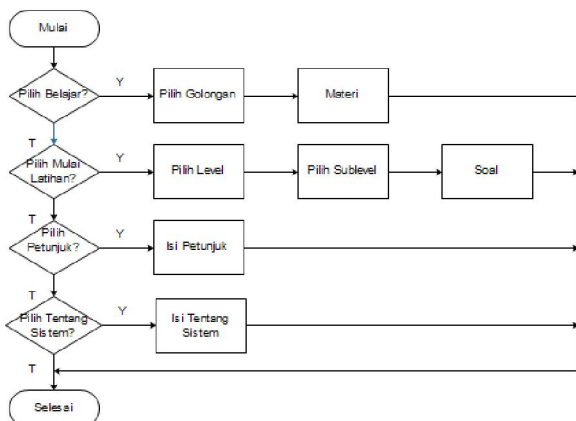 Mulai
Pilih Belajar?
Y
Pilih Golongan
Materi
T
Pilih Mulai
Latihan?
Y
Pilih Level
Pilih Sublevel
Soal
T
Pilih
Petunjuk?
Y
Isi Petunjuk
T
Pilih Tentang
Sistem?
Y
Isi Tentang
Sistem
T
Selesai